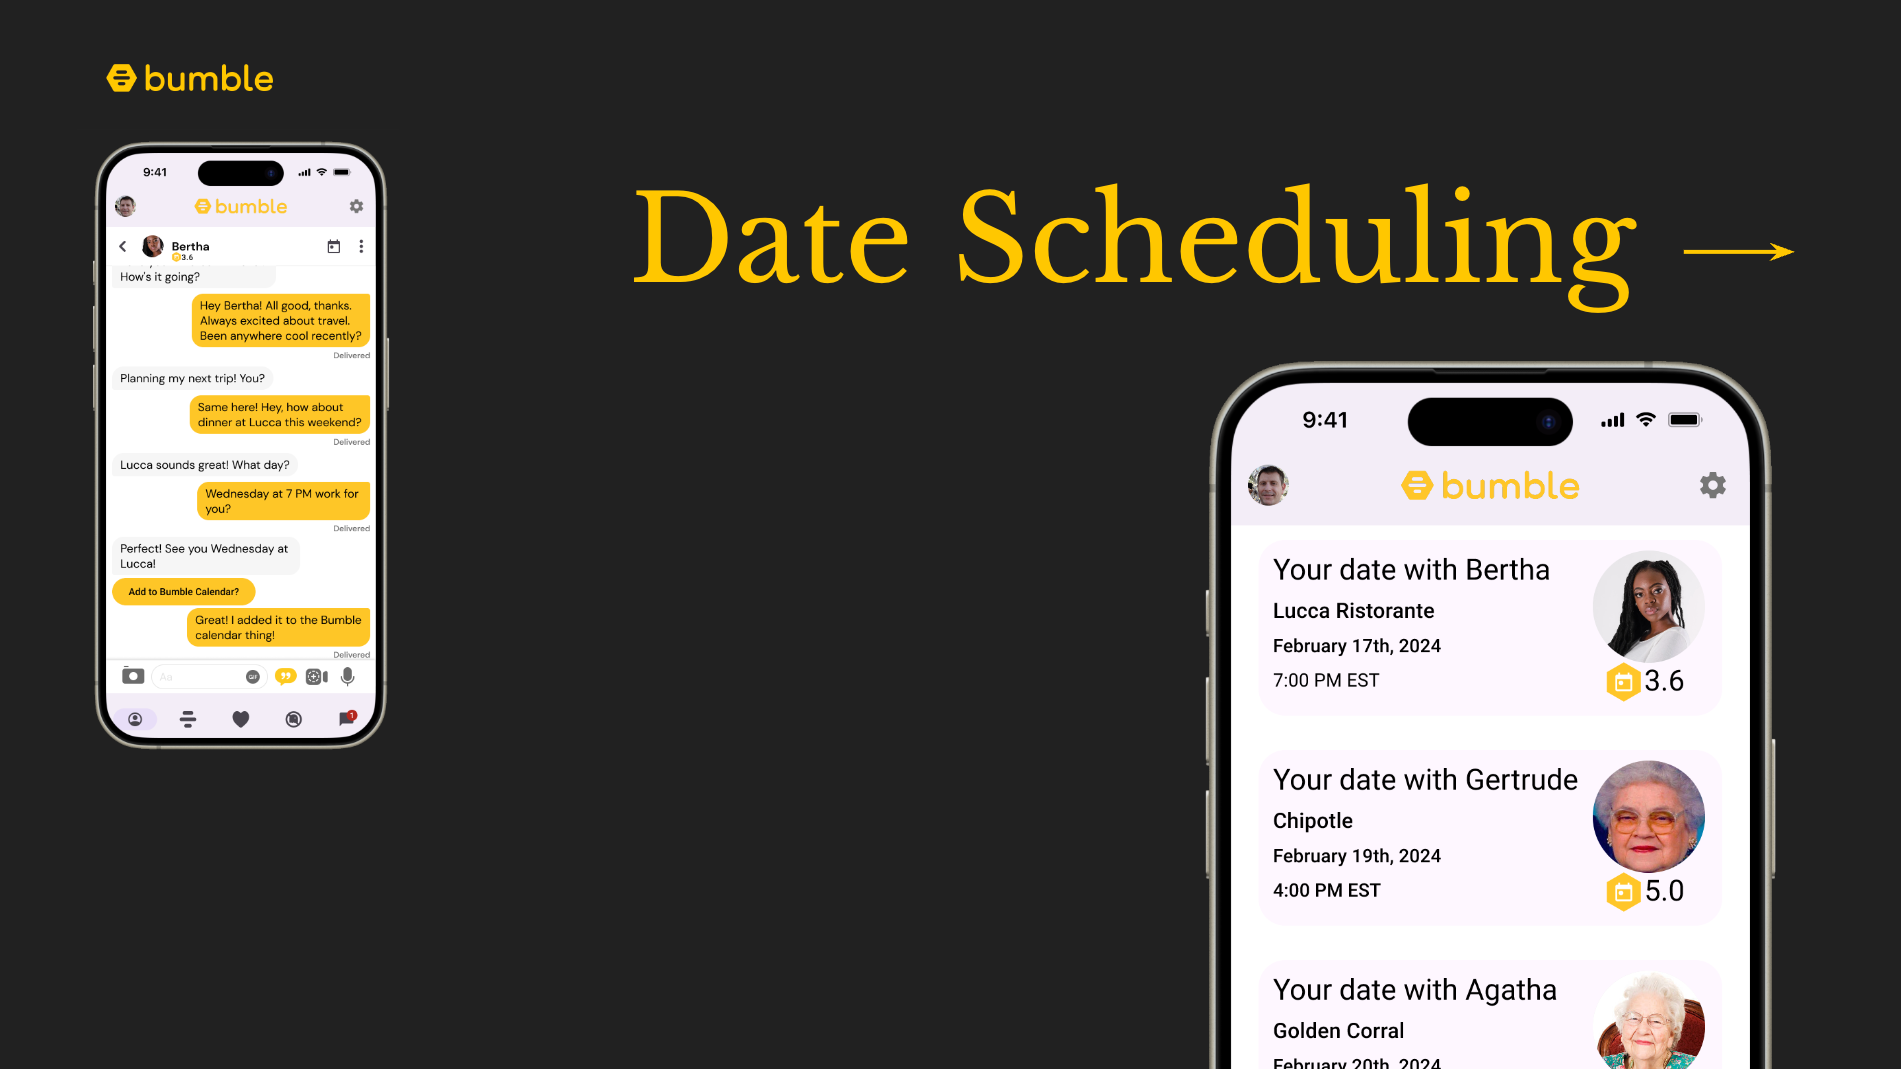 bumble
9:41
bumble
Bertha
3.6
How's it going?
Hey Bertha! All good, thanks.
Always excited about travel.
Been anywhere cool recently?
Delivered
Planning my next trip! You?
Same here! Hey, how about
dinner at Lucca this weekend?
Delivered
Lucca sounds great! What day?
Wednesday at 7 PM work for
you?
Delivered
Perfect! See you Wednesday at
Lucca!
Add to Bumble Calendar?
Great! I added it to the Bumble
calendar thing!
Delivered
Aa
GIF
1
Date Scheduling
9:41
bumble
Your date with Bertha
Lucca Ristorante
February 17th, 2024
7:00 PM EST
3.6
Your date with Gertrude
Chipotle
February 19th, 2024
4:00 PM EST
5.0
Your date with Agatha
Golden Corral
February 20th, 2024